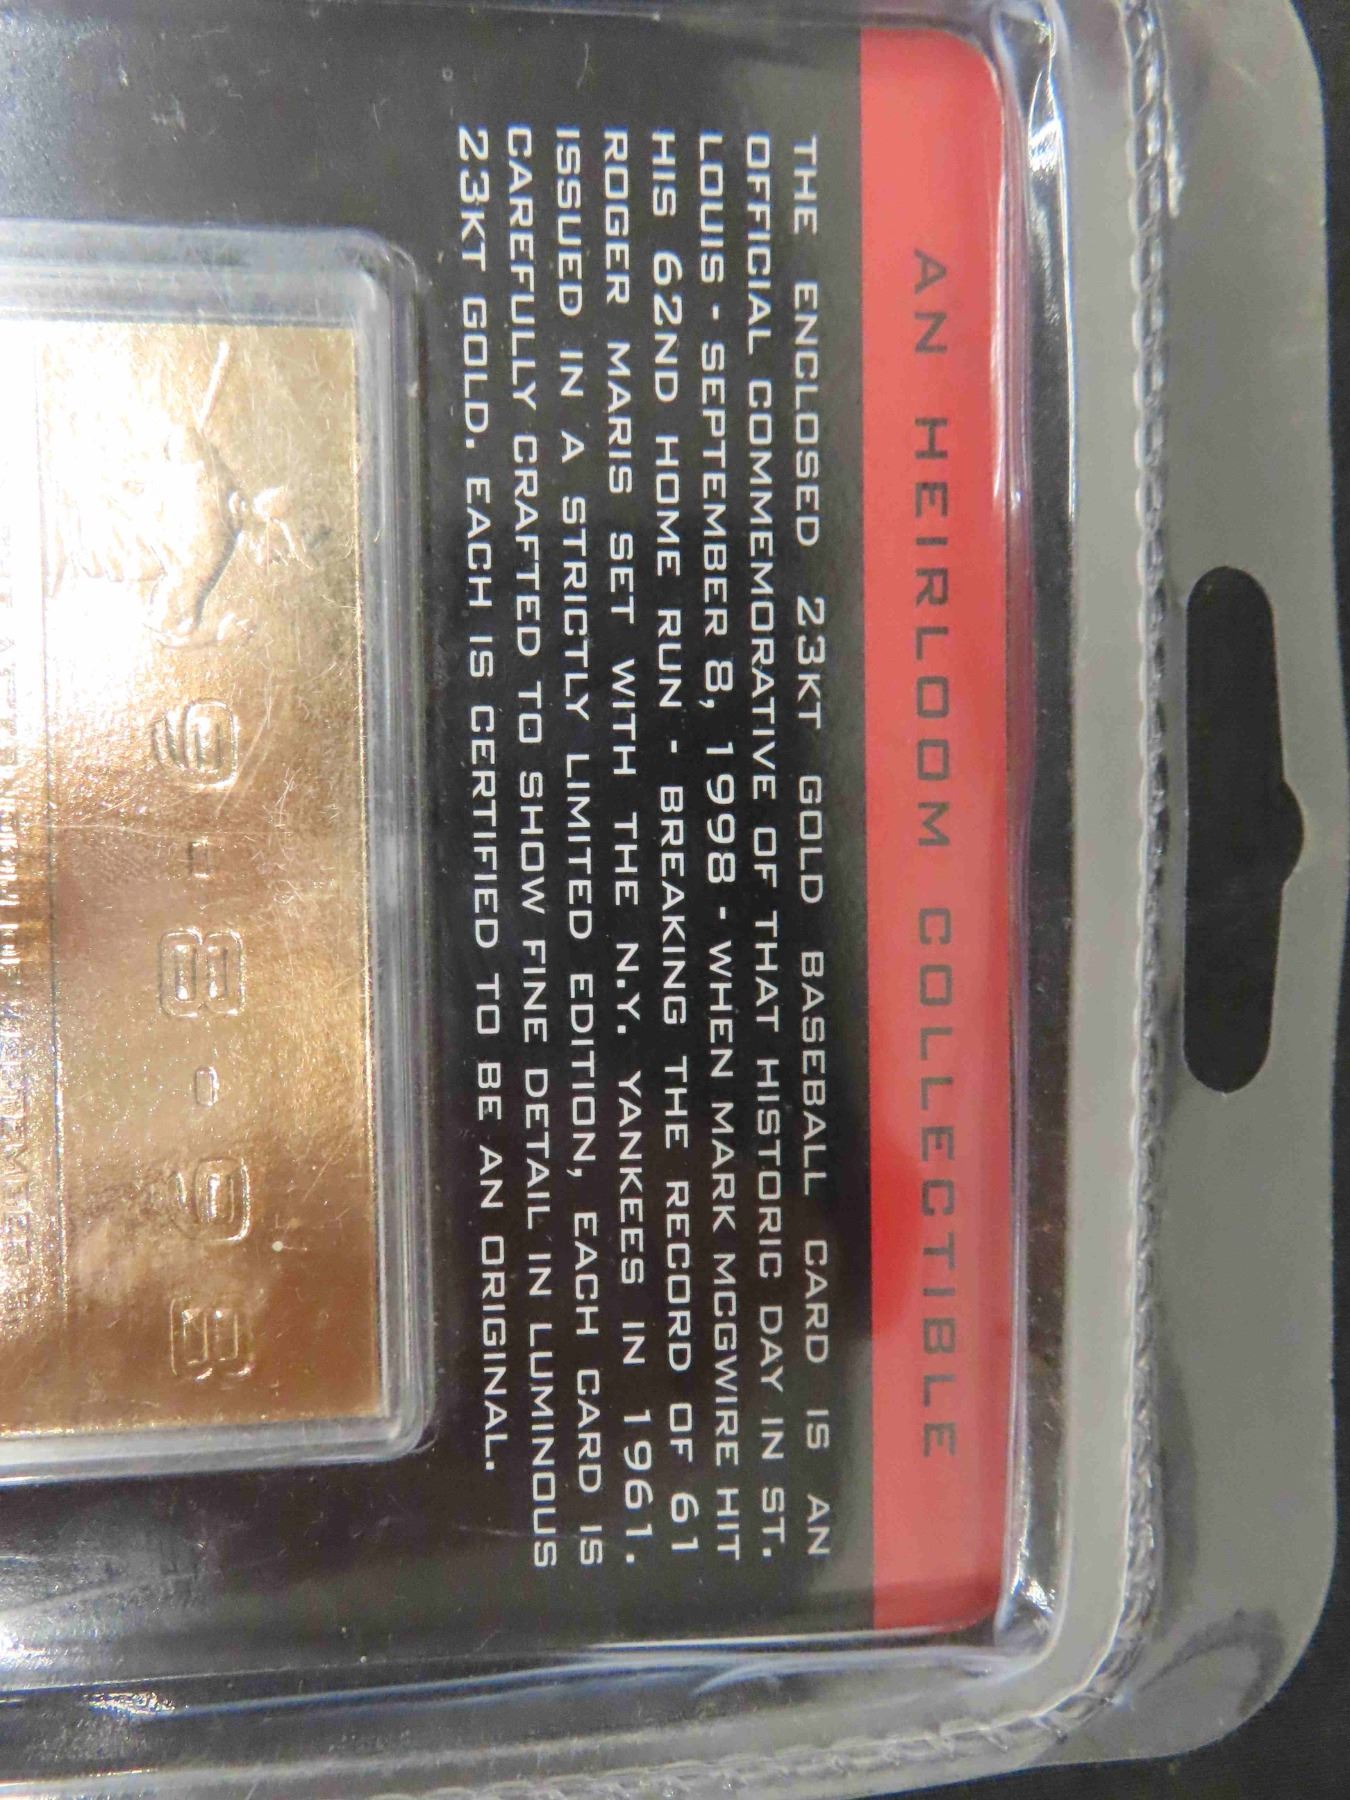 AN HEIRLOOM COLLECTIBLE
THE ENCLOSED 23KT GOLD BASEBALL CARD IS AN
OFFICIAL COMMEMORATIVE OF THAT HISTORIC DAY IN ST.
LOUIS - SEPTEMBER 8, 1998 - WHEN MARK MCGWIRE HIT
HIS 62ND HOME RUN - BREAKING THE RECORD OF 61
ROGER MARIS SET WITH THE N.Y. YANKEES IN 1961.
ISSUED IN A STRICTLY LIMITED EDITION, EACH CARD IS
CAREFULLY CRAFTED TO SHOW FINE DETAIL IN LUMINOUS
23KT GOLD. EACH IS CERTIFIED TO BE AN ORIGINAL.
9-8-98